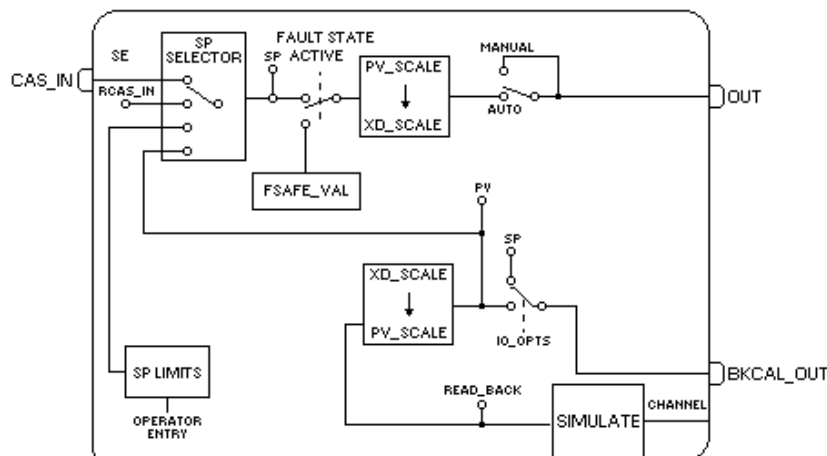 SE
SP
SELECTOR
FAULT STATE
ACTIVE
SP
MANUAL
PV_SCALE
XD_SCALE
AUTO
CAS_IN
RCAS_IN
OUT
FSAFE_VAL
PV
SP
XD_SCALE
PV_SCALE
IO_OPTS
SP LIMITS
OPERATOR
ENTRY
READ_BACK
SIMULATE
CHANNEL
BKCAL_OUT